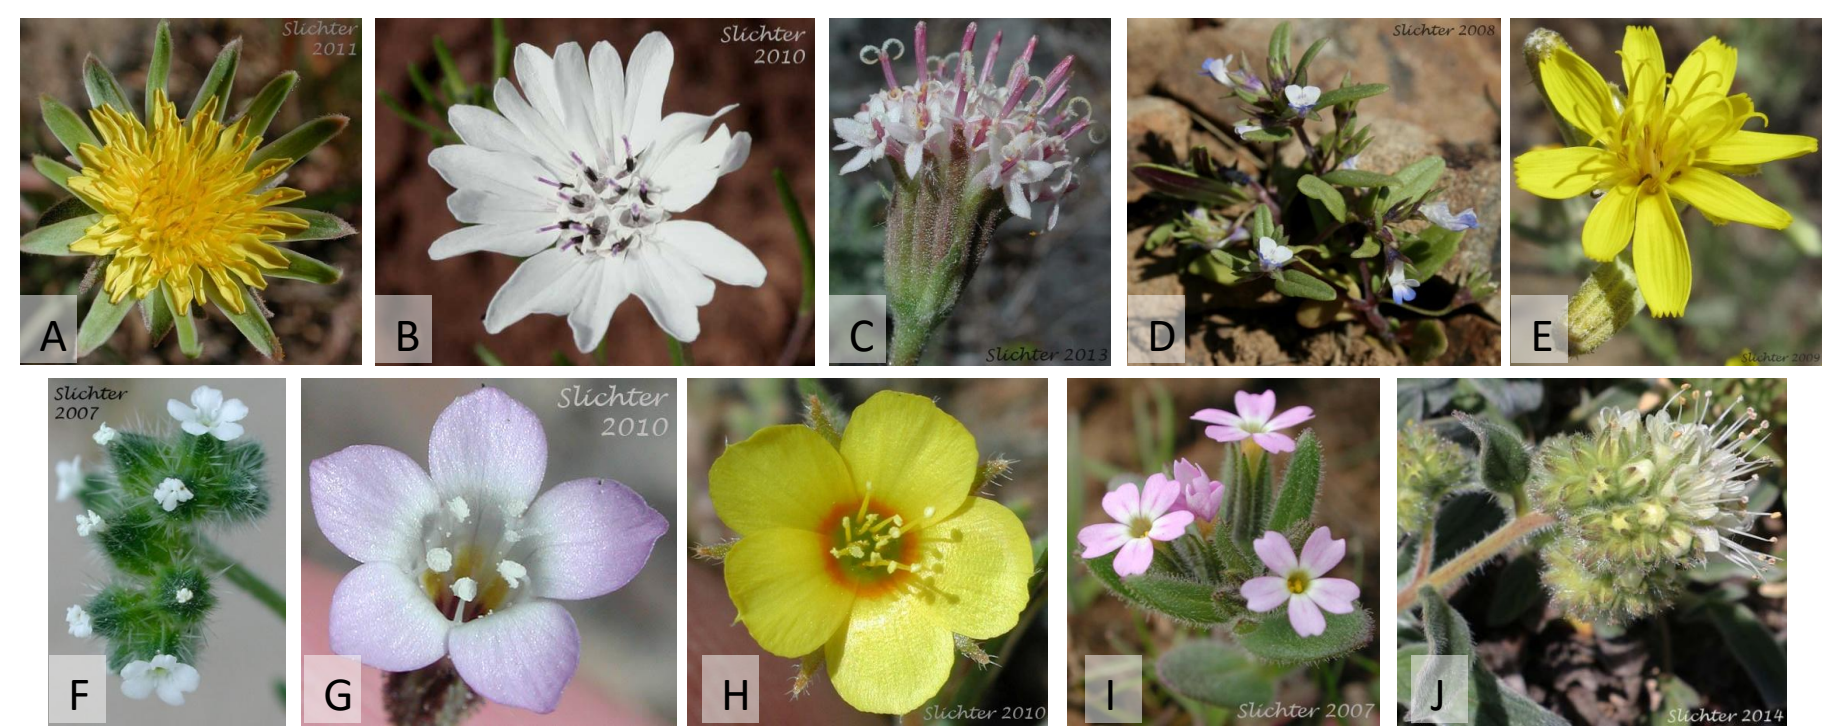 Slichter
2011
A
Slichter
2010
B
Slichter 2013
C
Slichter 2008
D
Slichter 2009
E
Slichter
2007
F
Slichter
2010
G
Slichter 2010
H
Slichter 2007
I
Slichter 2014
J